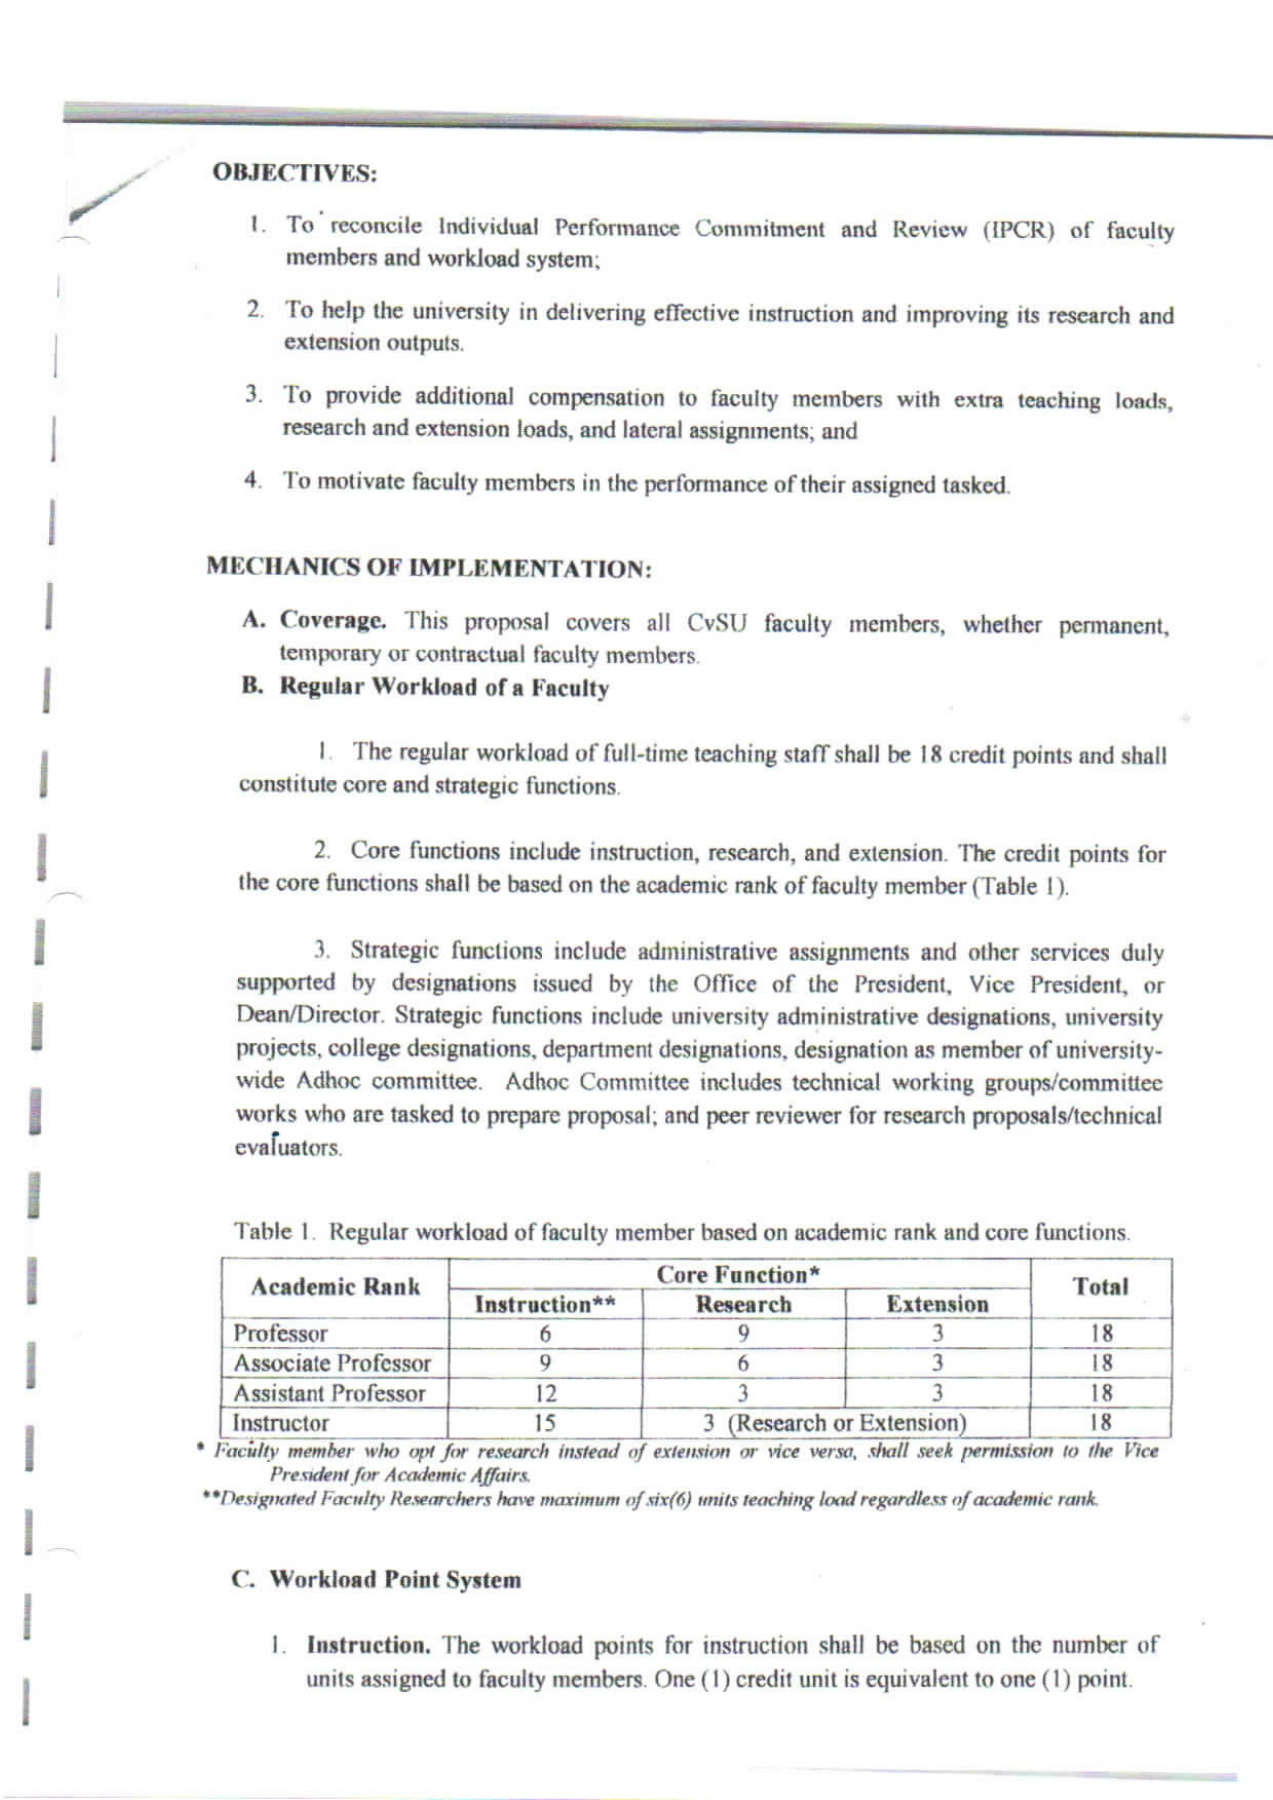 OBJECTIVES:
1. To reconcile Individual Performance Commitment and Review (IPCR) of faculty
members and workload system;
2. To help the university in delivering effective instruction and improving its research and
extension outputs.
3. To provide additional compensation to faculty members with extra teaching loads,
research and extension loads, and lateral assignments; and
4. To motivate faculty members in the performance of their assigned tasked.
MECHANICS OF IMPLEMENTATION:
A. Coverage. This proposal covers all CvSU faculty members, whether permanent,
temporary or contractual faculty members.
B. Regular Workload of a Faculty
1. The regular workload of full-time teaching staff shall be 18 credit points and shall
constitute core and strategic functions.
2. Core functions include instruction, research, and extension. The credit points for
the core functions shall be based on the academic rank of faculty member (Table 1).
3. Strategic functions include administrative assignments and other services duly
supported by designations issued by the Office of the President, Vice President, or
Dean/Director. Strategic functions include university administrative designations, university
projects, college designations, department designations, designation as member of university-
wide Adhoc committee. Adhoc Committee includes technical working groups/committee
works who are tasked to prepare proposal; and peer reviewer for research proposals/technical
evaluators.
Table 1. Regular workload of faculty member based on academic rank and core functions.
Academic Rank Core Function* Total
Instruction** Research Extension
Professor 6 9 3 18
Associate Professor 9 6 3 18
Assistant Professor 12 3 3 18
Instructor 15 3 (Research or Extension) 18
* Faculty member who opt for research instead of extension or vice versa, shall seek permission to the Vice
President for Academic Affairs.
**Designated Faculty Researchers have maximum of six(6) units teaching load regardless of academic rank.
C. Workload Point System
1. Instruction. The workload points for instruction shall be based on the number of
units assigned to faculty members. One (1) credit unit is equivalent to one (1) point.